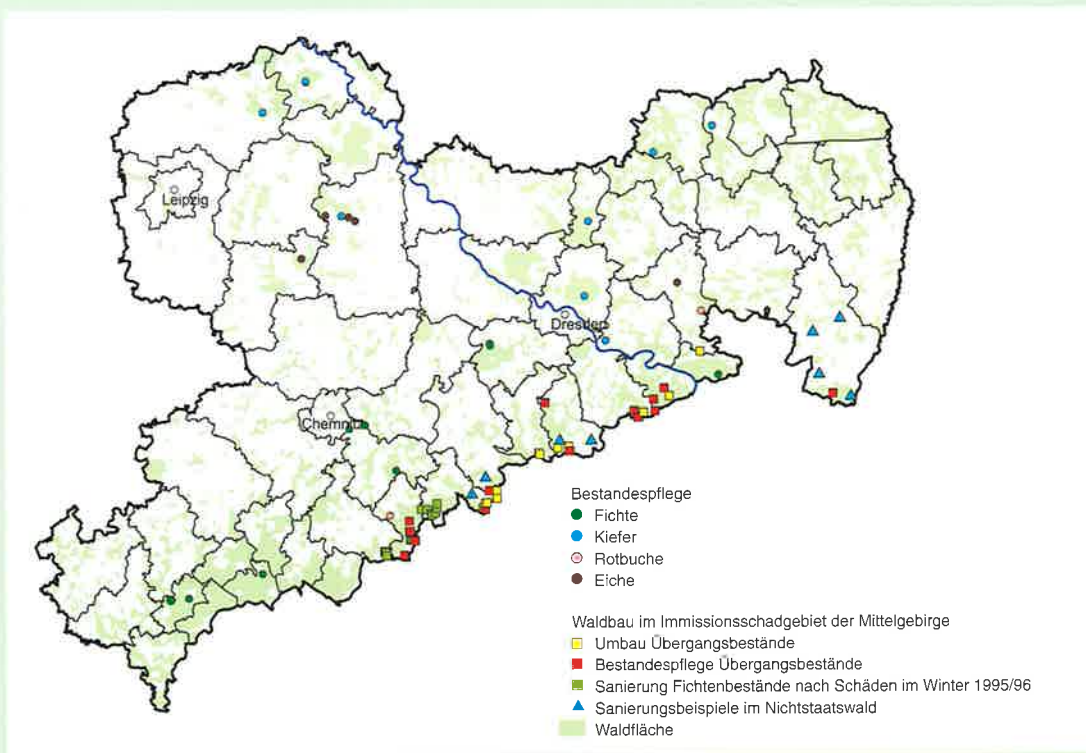 Leipzig
Dresden
Chemnitz
Bestandespflege
Fichte
Kiefer
Rotbuche
Eiche
Waldbau im Immissionsschadgebiet der Mittelgebirge
Umbau Übergangsbestände
Bestandespflege Übergangsbestände
Sanierung Fichtenbestände nach Schäden im Winter 1995/96
Sanierungsbeispiele im Nichtstaatswald
Waldfläche